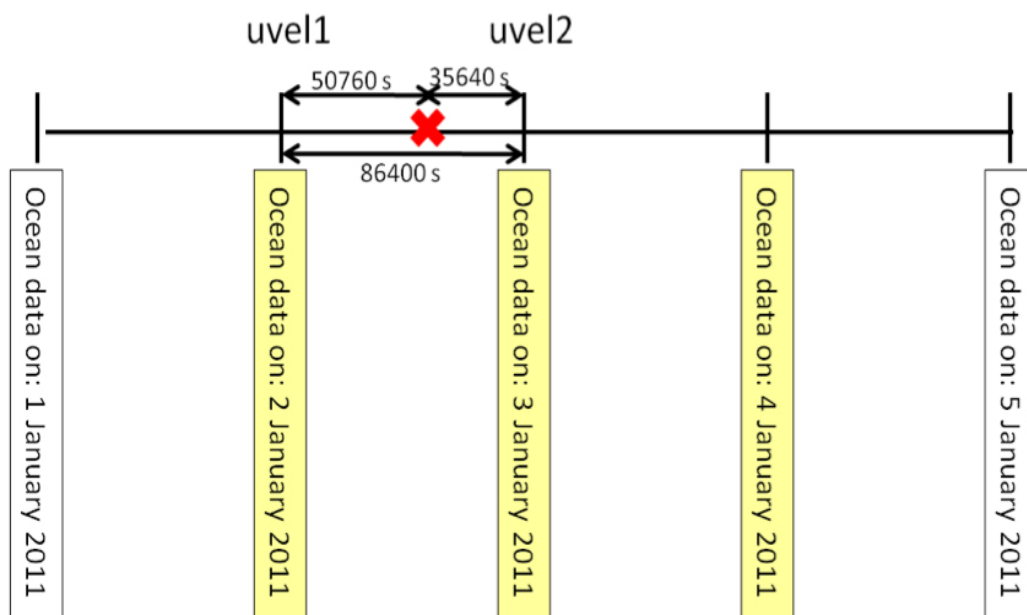 uvel1
uvel2
50760 s
35640 s
86400 s
Ocean data on: 1 January 2011
Ocean data on: 2 January 2011
Ocean data on: 3 January 2011
Ocean data on: 4 January 2011
Ocean data on: 5 January 2011